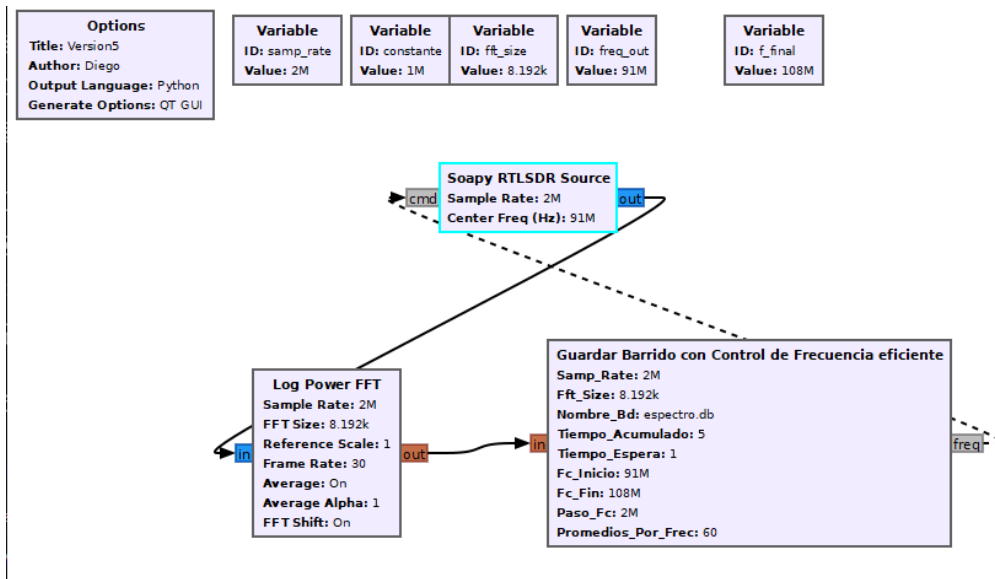 Options
Title: Version5
Author: Diego
Output Language: Python
Generate Options: QT GUI
Variable
ID: samp_rate
Value: 2M
Variable
ID: constante
Value: 1M
Variable
ID: fft_size
Value: 8.192k
Variable
ID: freq_out
Value: 91M
Variable
ID: f_final
Value: 108M
Soapy RTLSDR Source
cmd
Sample Rate: 2M
out
Center Freq (Hz): 91M
Log Power FFT
Sample Rate: 2M
FFT Size: 8.192k
Reference Scale: 1
in
Frame Rate: 30
out
Average: On
Average Alpha: 1
FFT Shift: On
Guardar Barrido con Control de Frecuencia eficiente
Samp_Rate: 2M
Fft_Size: 8.192k
Nombre_Bd: espectro.db
Tiempo_Acumulado: 5
in
Tiempo_Espera: 1
freq
Fc_Inicio: 91M
Fc_Fin: 108M
Paso_Fc: 2M
Promedios_Por_Frec: 60